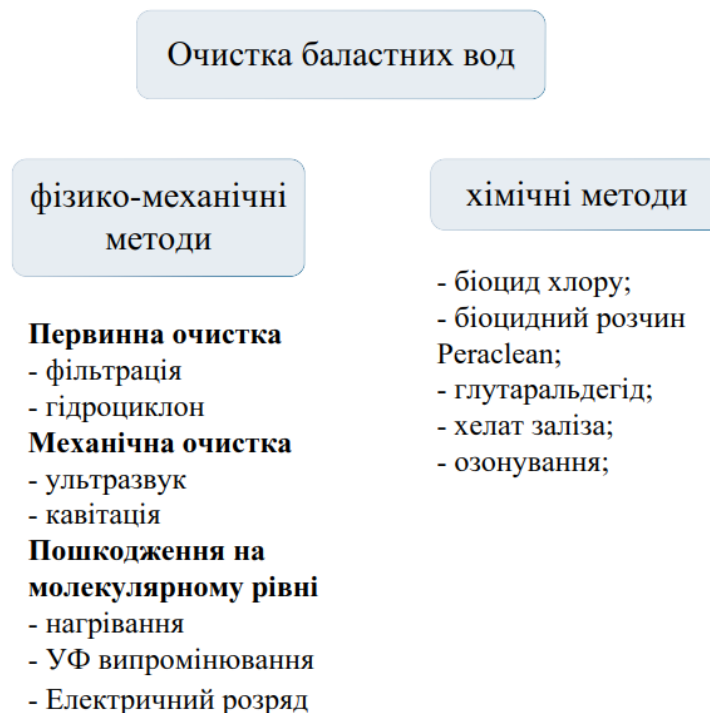 Очистка баластних вод
фізико-механічні
методи
Первинна очистка
- фільтрація
- гідроциклон
Механічна очистка
- ультразвук
- кавітація
Пошкодження на
молекулярному рівні
- нагрівання
- УФ випромінювання
- Електричний розряд
хімічні методи
- біоцид хлору;
- біоцидний розчин
Peraclean;
- глутаральдегід;
- хелат заліза;
- озонування;